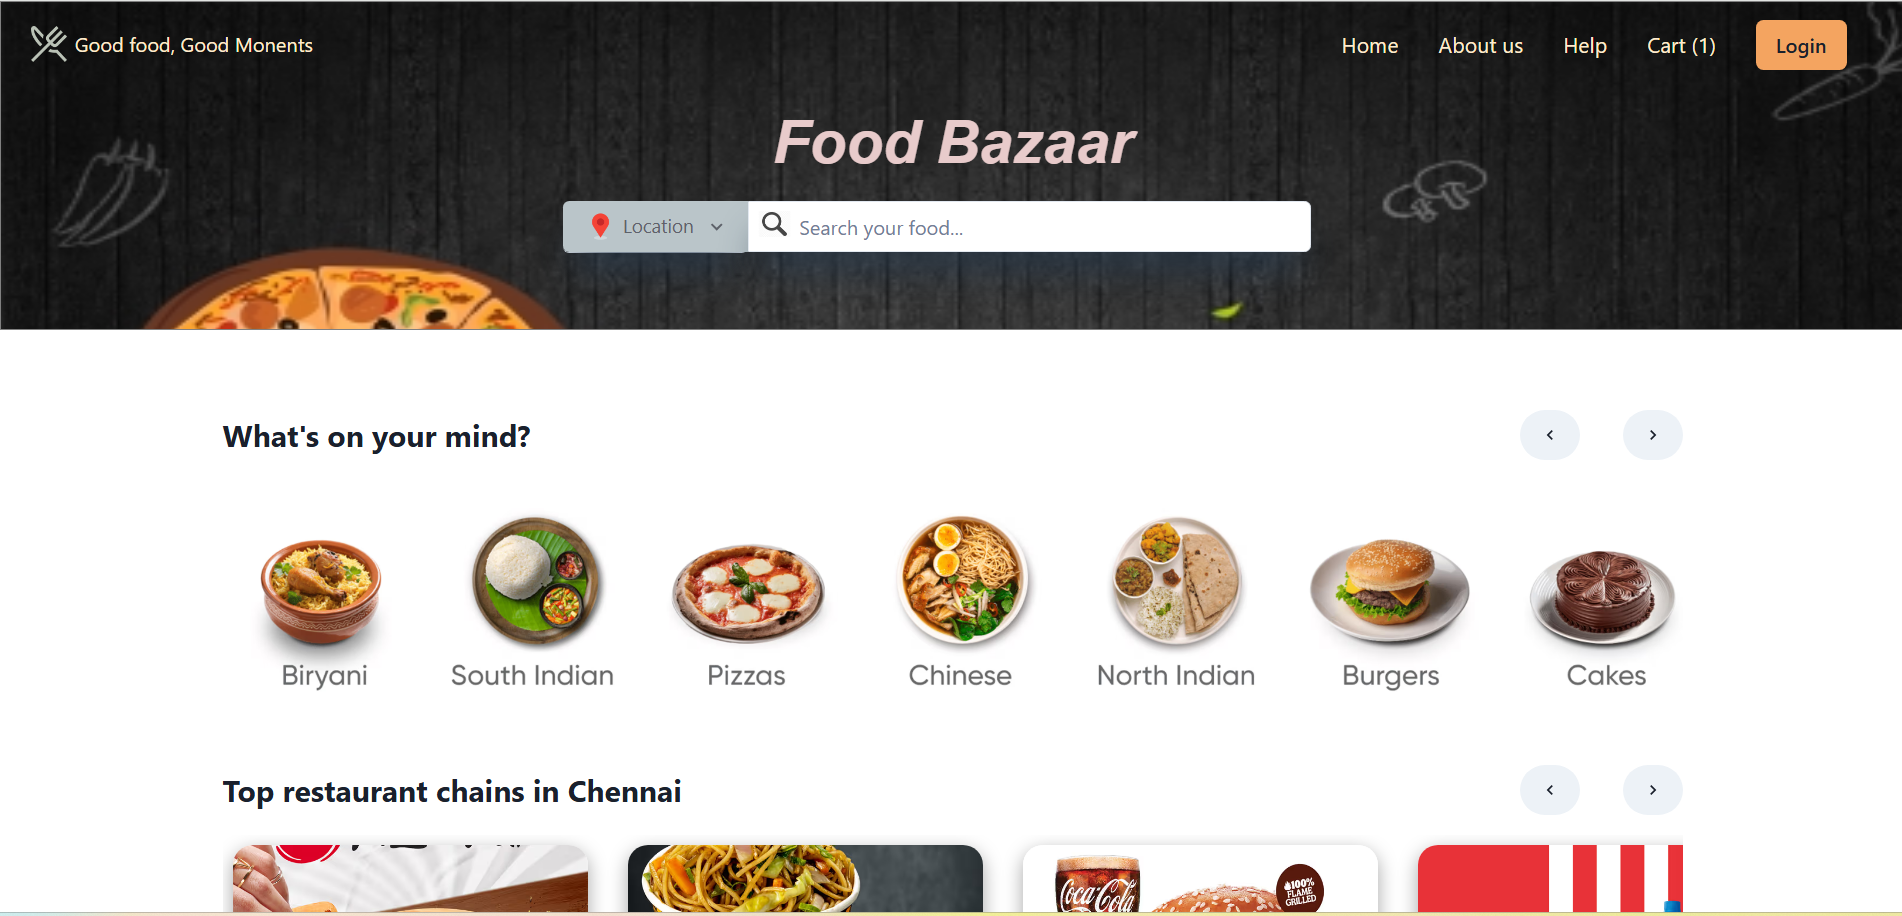 Good food, Good Monents
Home
About us
Help
Cart (1)
Login
Food Bazaar
Location
Search your food...
What's on your mind?
Biryani
South Indian
Pizzas
Chinese
North Indian
Burgers
Cakes
Top restaurant chains in Chennai
Coca-Cola
100%
FLAME
GRILLED